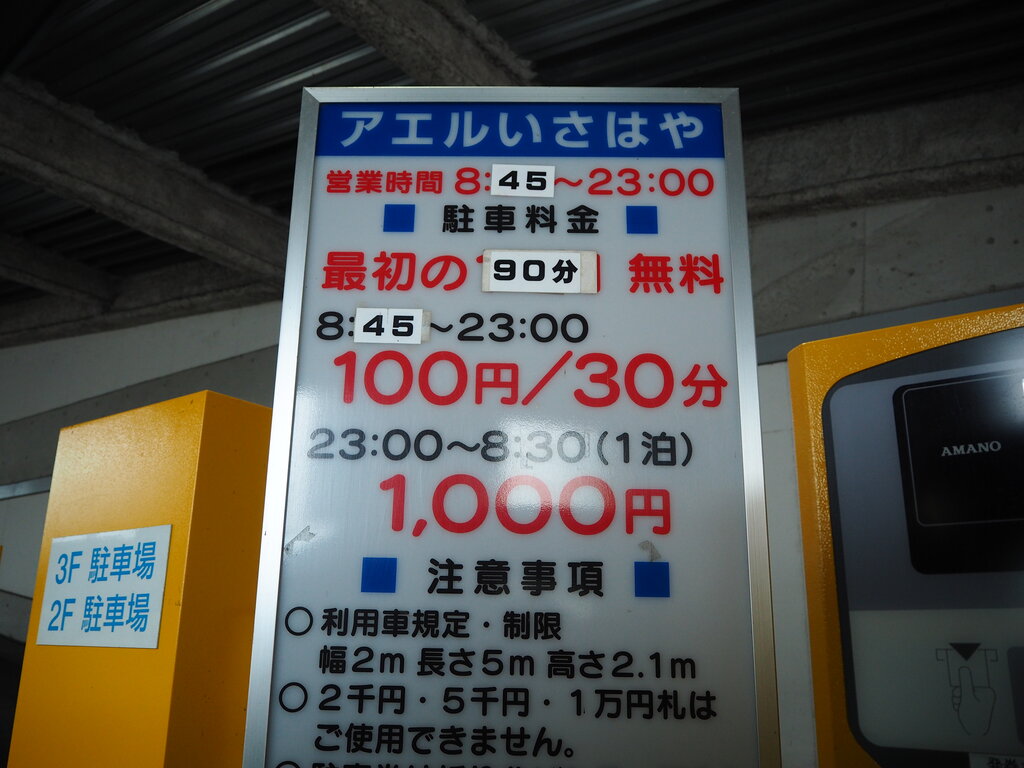 アエルいさはや
営業時間 8:45～23:00
■ 駐車料金 ■
最初の 90分 無料
8:45～23:00
100円／30分
23:00～8:30(1泊)
1,000円
■ 注意事項 ■
○ 利用車規定・制限
幅2m 長さ5m 高さ2.1m
○ 2千円・5千円・1万円札は
ご使用できません。
3F 駐車場
2F 駐車場
AMANO